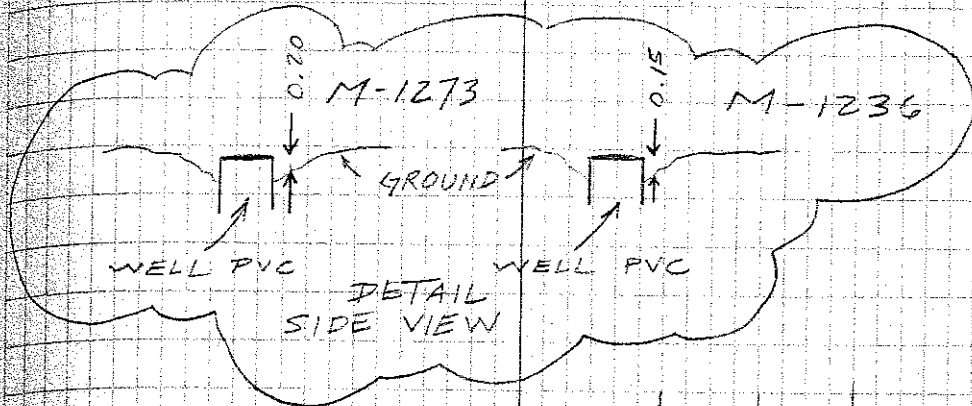 0.20
M-1273
0.15
M-1236
GROUND
WELL PVC
WELL PVC
DETAIL
SIDE VIEW